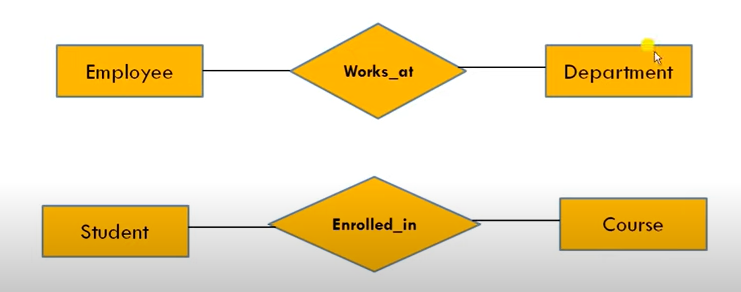 Employee
Works_at
Department
Student
Enrolled_in
Course